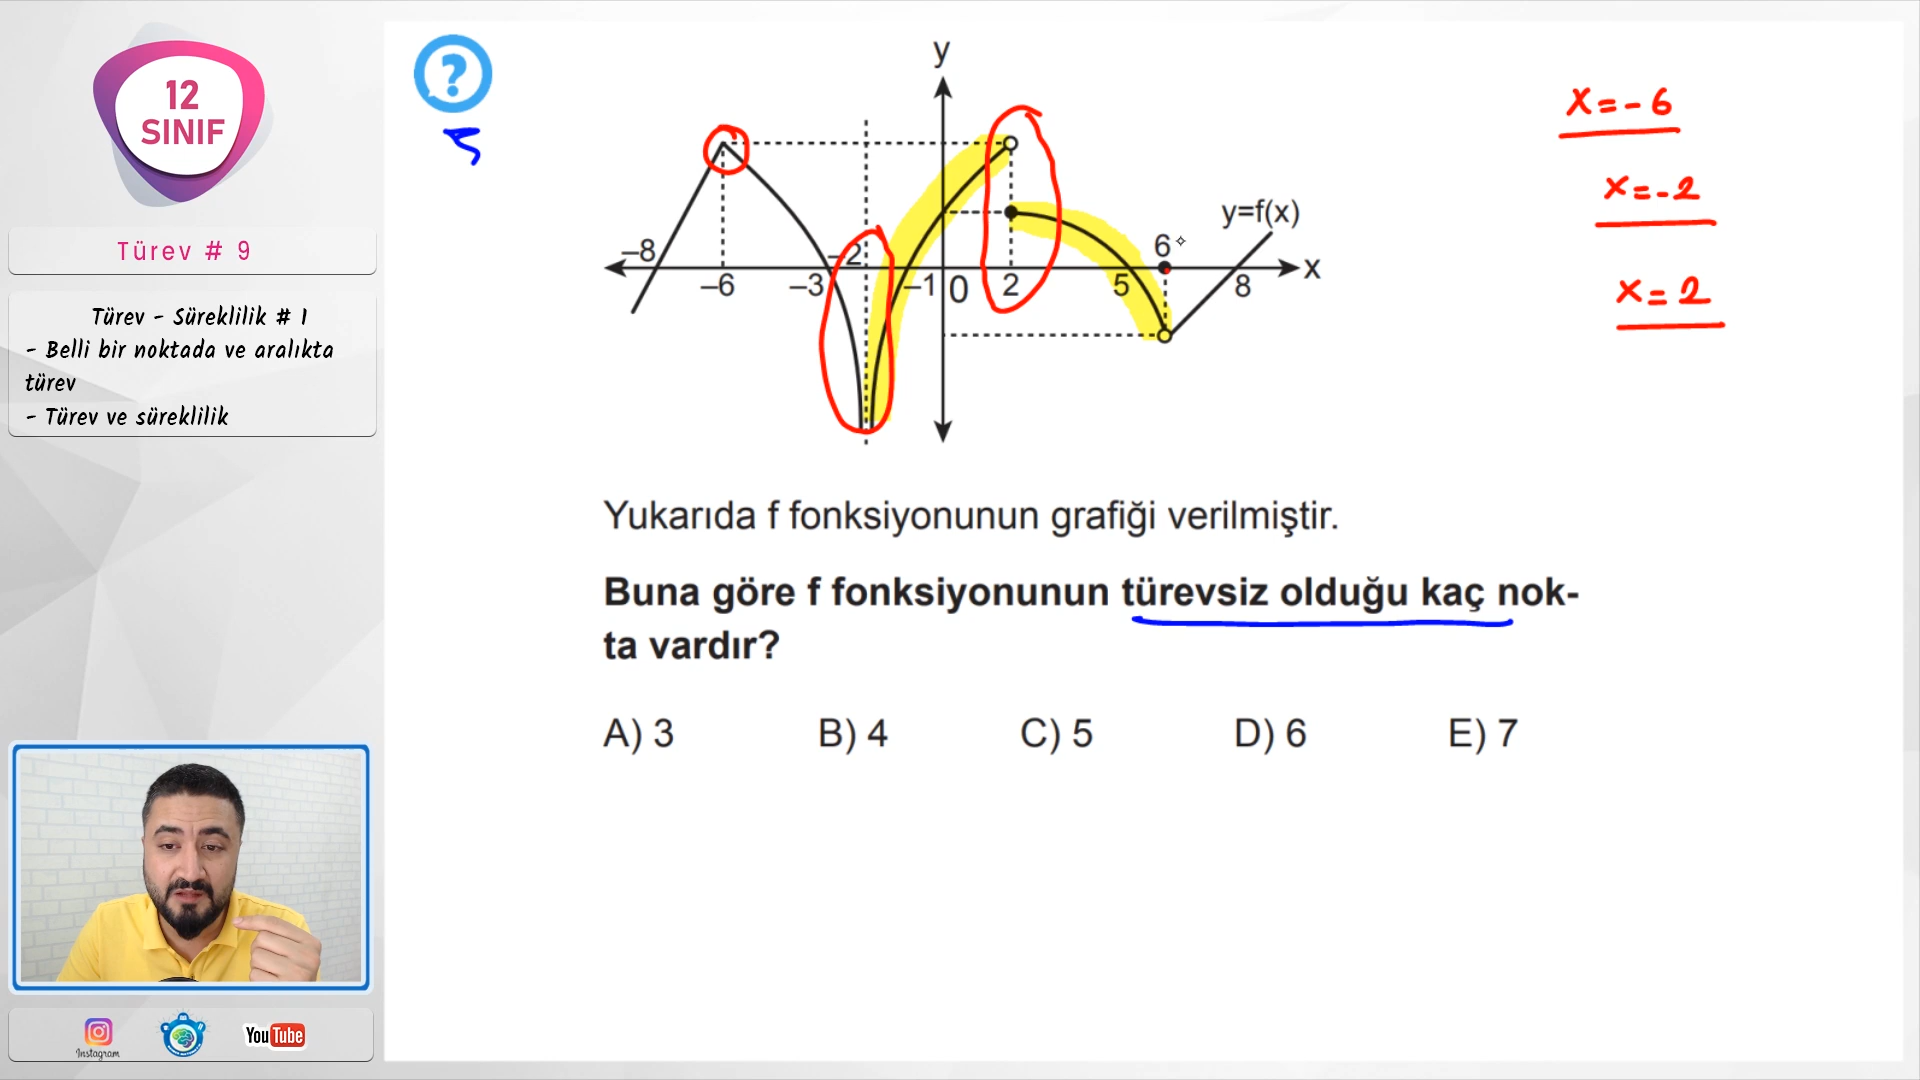 12
SINIF
Türev # 9
Türev - Süreklilik # 1
- Belli bir noktada ve aralıkta
türev
- Türev ve süreklilik
Instagram
YouTube
?
5
y
y=f(x)
x
–8
–6
–3
–2
–1
0
2
5
6
8
x=-6
x=-2
x=2
Yukarıda f fonksiyonunun grafiği verilmiştir.
Buna göre f fonksiyonunun türevsiz olduğu kaç nok-
ta vardır?
A) 3 B) 4 C) 5 D) 6 E) 7